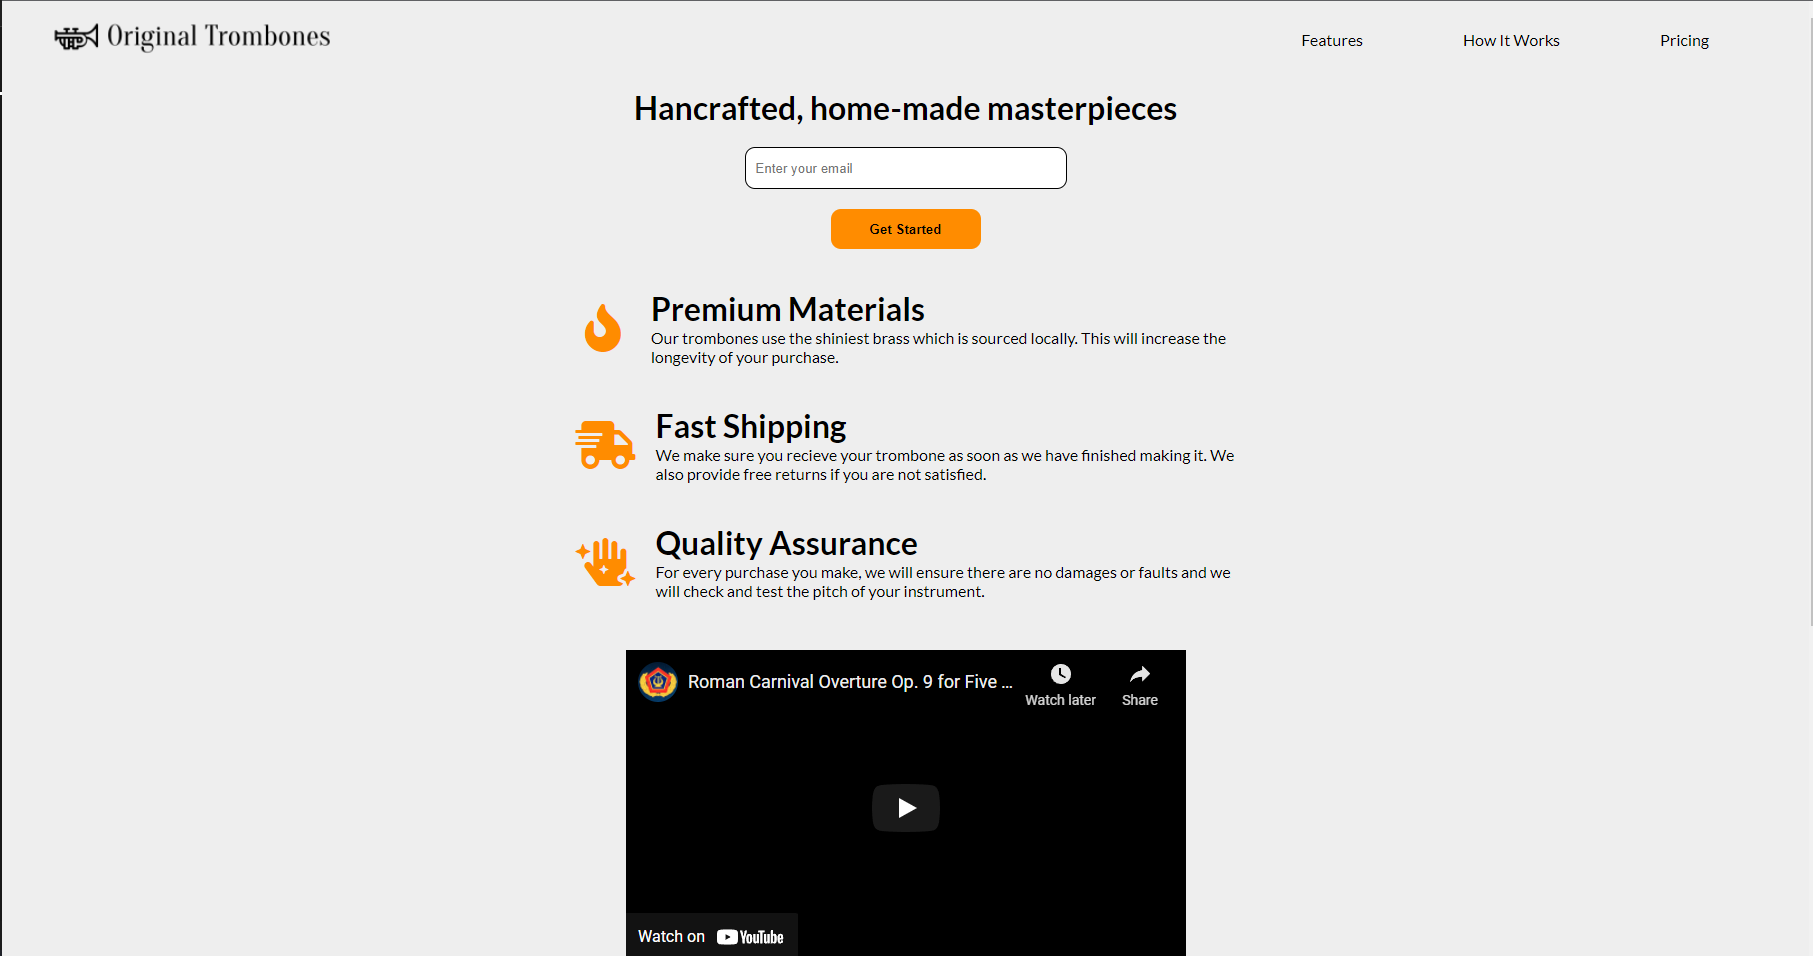 Original Trombones
Features
How It Works
Pricing
Hancrafted, home-made masterpieces
Enter your email
Get Started
Premium Materials
Our trombones use the shiniest brass which is sourced locally. This will increase the
longevity of your purchase.
Fast Shipping
We make sure you recieve your trombone as soon as we have finished making it. We
also provide free returns if you are not satisfied.
Quality Assurance
For every purchase you make, we will ensure there are no damages or faults and we
will check and test the pitch of your instrument.
Roman Carnival Overture Op. 9 for Five ...
Watch later
Share
Watch on YouTube